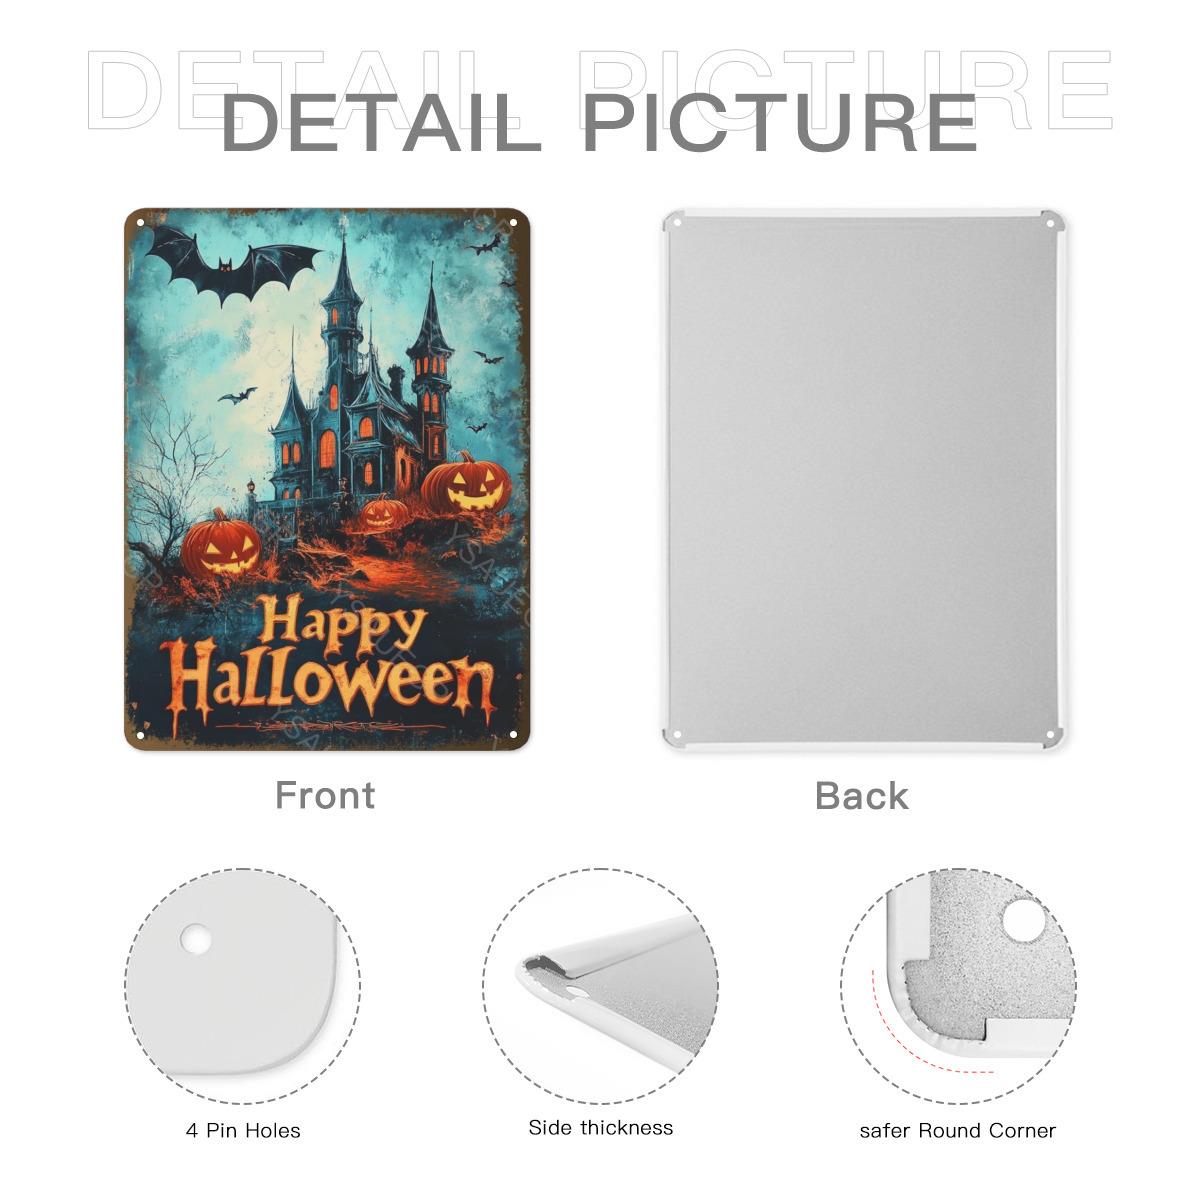 DETAIL PICTURE
DETAIL PICTURE
Happy
Halloween
Front
Back
4 Pin Holes
Side thickness
safer Round Corner